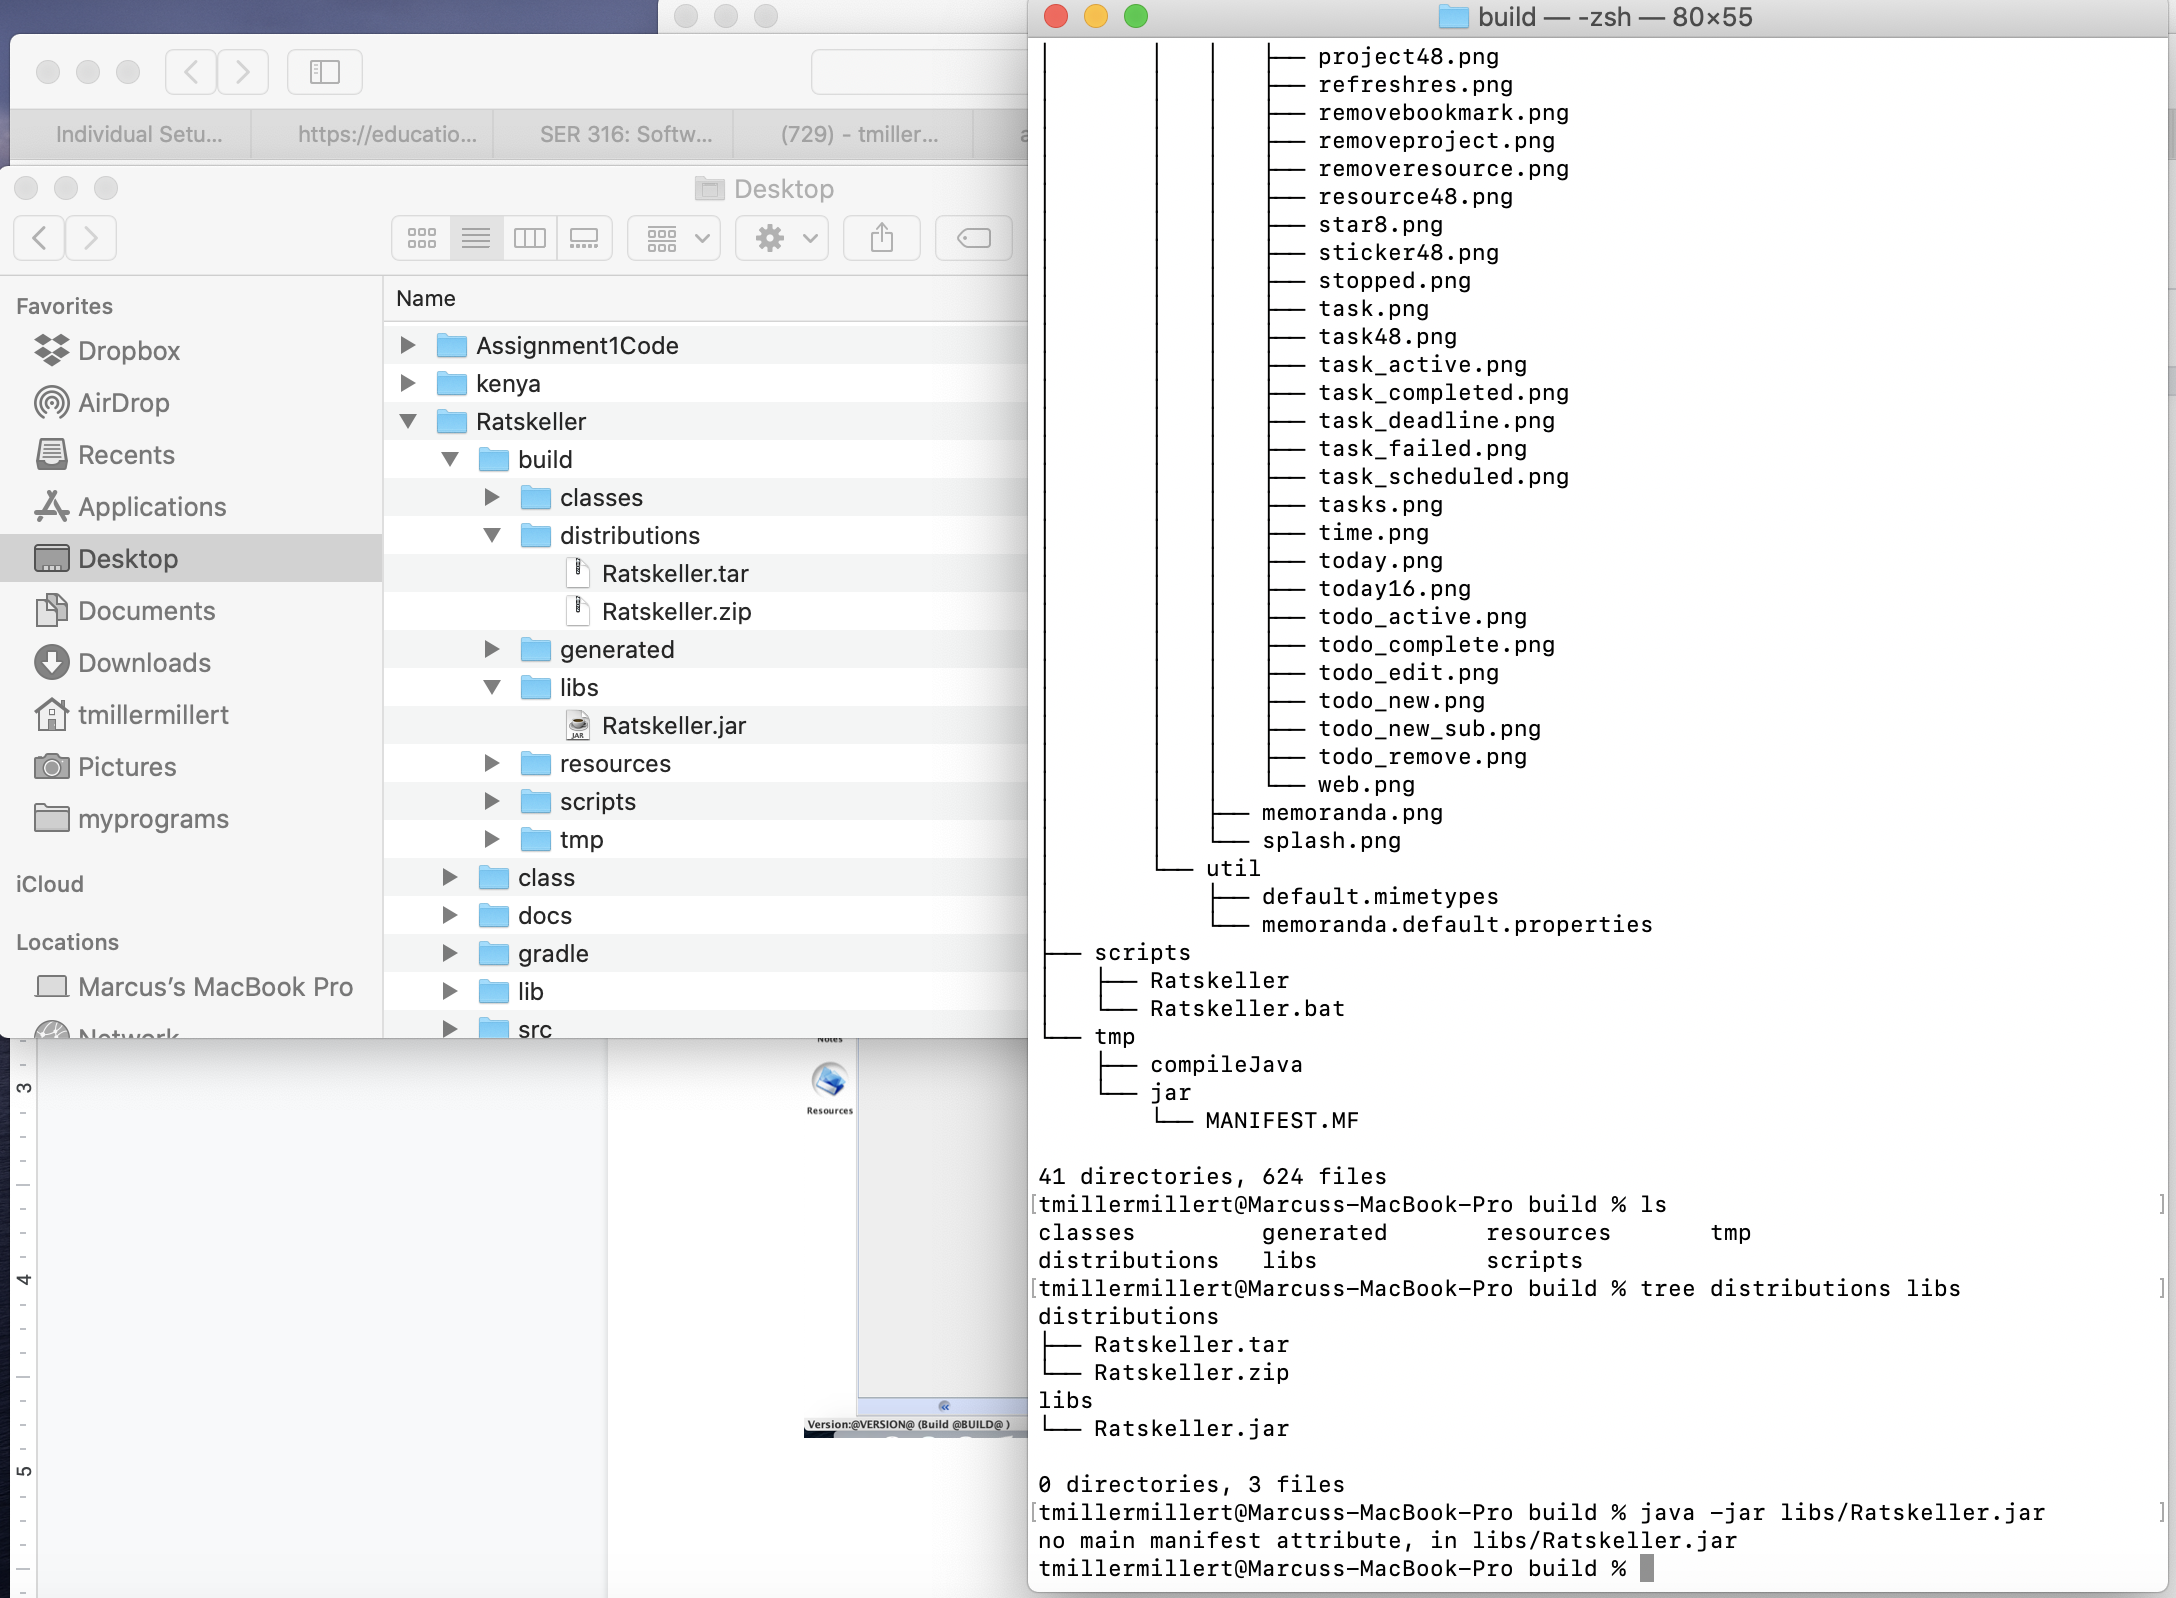 Individual Setu...
https://educatio...
SER 316: Softw...
(729) - tmiller...
Desktop
Favorites
Dropbox
AirDrop
Recents
Applications
Desktop
Documents
Downloads
tmillermillert
Pictures
myprograms
iCloud
Locations
Marcus’s MacBook Pro
Network
Name
Assignment1Code
kenya
Ratskeller
build
classes
distributions
Ratskeller.tar
Ratskeller.zip
generated
libs
JAR
Ratskeller.jar
resources
scripts
tmp
class
docs
gradle
lib
src
3
4
5
Notes
Resources
Version:@VERSION@ (Build @BUILD@ )
build — -zsh — 80×55
│       │   │   ├── project48.png
│       │   │   ├── refreshres.png
│       │   │   ├── removebookmark.png
│       │   │   ├── removeproject.png
│       │   │   ├── removeresource.png
│       │   │   ├── resource48.png
│       │   │   ├── star8.png
│       │   │   ├── sticker48.png
│       │   │   ├── stopped.png
│       │   │   ├── task.png
│       │   │   ├── task48.png
│       │   │   ├── task_active.png
│       │   │   ├── task_completed.png
│       │   │   ├── task_deadline.png
│       │   │   ├── task_failed.png
│       │   │   ├── task_scheduled.png
│       │   │   ├── tasks.png
│       │   │   ├── time.png
│       │   │   ├── today.png
│       │   │   ├── today16.png
│       │   │   ├── todo_active.png
│       │   │   ├── todo_complete.png
│       │   │   ├── todo_edit.png
│       │   │   ├── todo_new.png
│       │   │   ├── todo_new_sub.png
│       │   │   ├── todo_remove.png
│       │   │   └── web.png
│       │   ├── memoranda.png
│       │   └── splash.png
│       └── util
│           ├── default.mimetypes
│           └── memoranda.default.properties
├── scripts
│   ├── Ratskeller
│   └── Ratskeller.bat
└── tmp
    ├── compileJava
    └── jar
        └── MANIFEST.MF
41 directories, 624 files
[tmillermillert@Marcuss-MacBook-Pro build % ls ]
classes         generated       resources       tmp
distributions   libs            scripts
[tmillermillert@Marcuss-MacBook-Pro build % tree distributions libs ]
distributions
├── Ratskeller.tar
└── Ratskeller.zip
libs
└── Ratskeller.jar
0 directories, 3 files
[tmillermillert@Marcuss-MacBook-Pro build % java -jar libs/Ratskeller.jar ]
no main manifest attribute, in libs/Ratskeller.jar
tmillermillert@Marcuss-MacBook-Pro build %